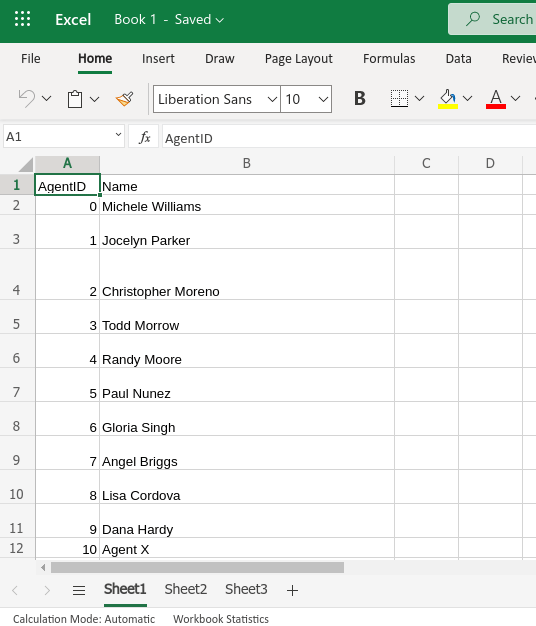 Excel Book 1 - Saved Search
File Home Insert Draw Page Layout Formulas Data Review
Liberation Sans 10 B A
A1 fx AgentID
A B C D
1 AgentID Name
2 0 Michele Williams
3 1 Jocelyn Parker
4 2 Christopher Moreno
5 3 Todd Morrow
6 4 Randy Moore
7 5 Paul Nunez
8 6 Gloria Singh
9 7 Angel Briggs
10 8 Lisa Cordova
11 9 Dana Hardy
12 10 Agent X
Sheet1 Sheet2 Sheet3
Calculation Mode: Automatic Workbook Statistics